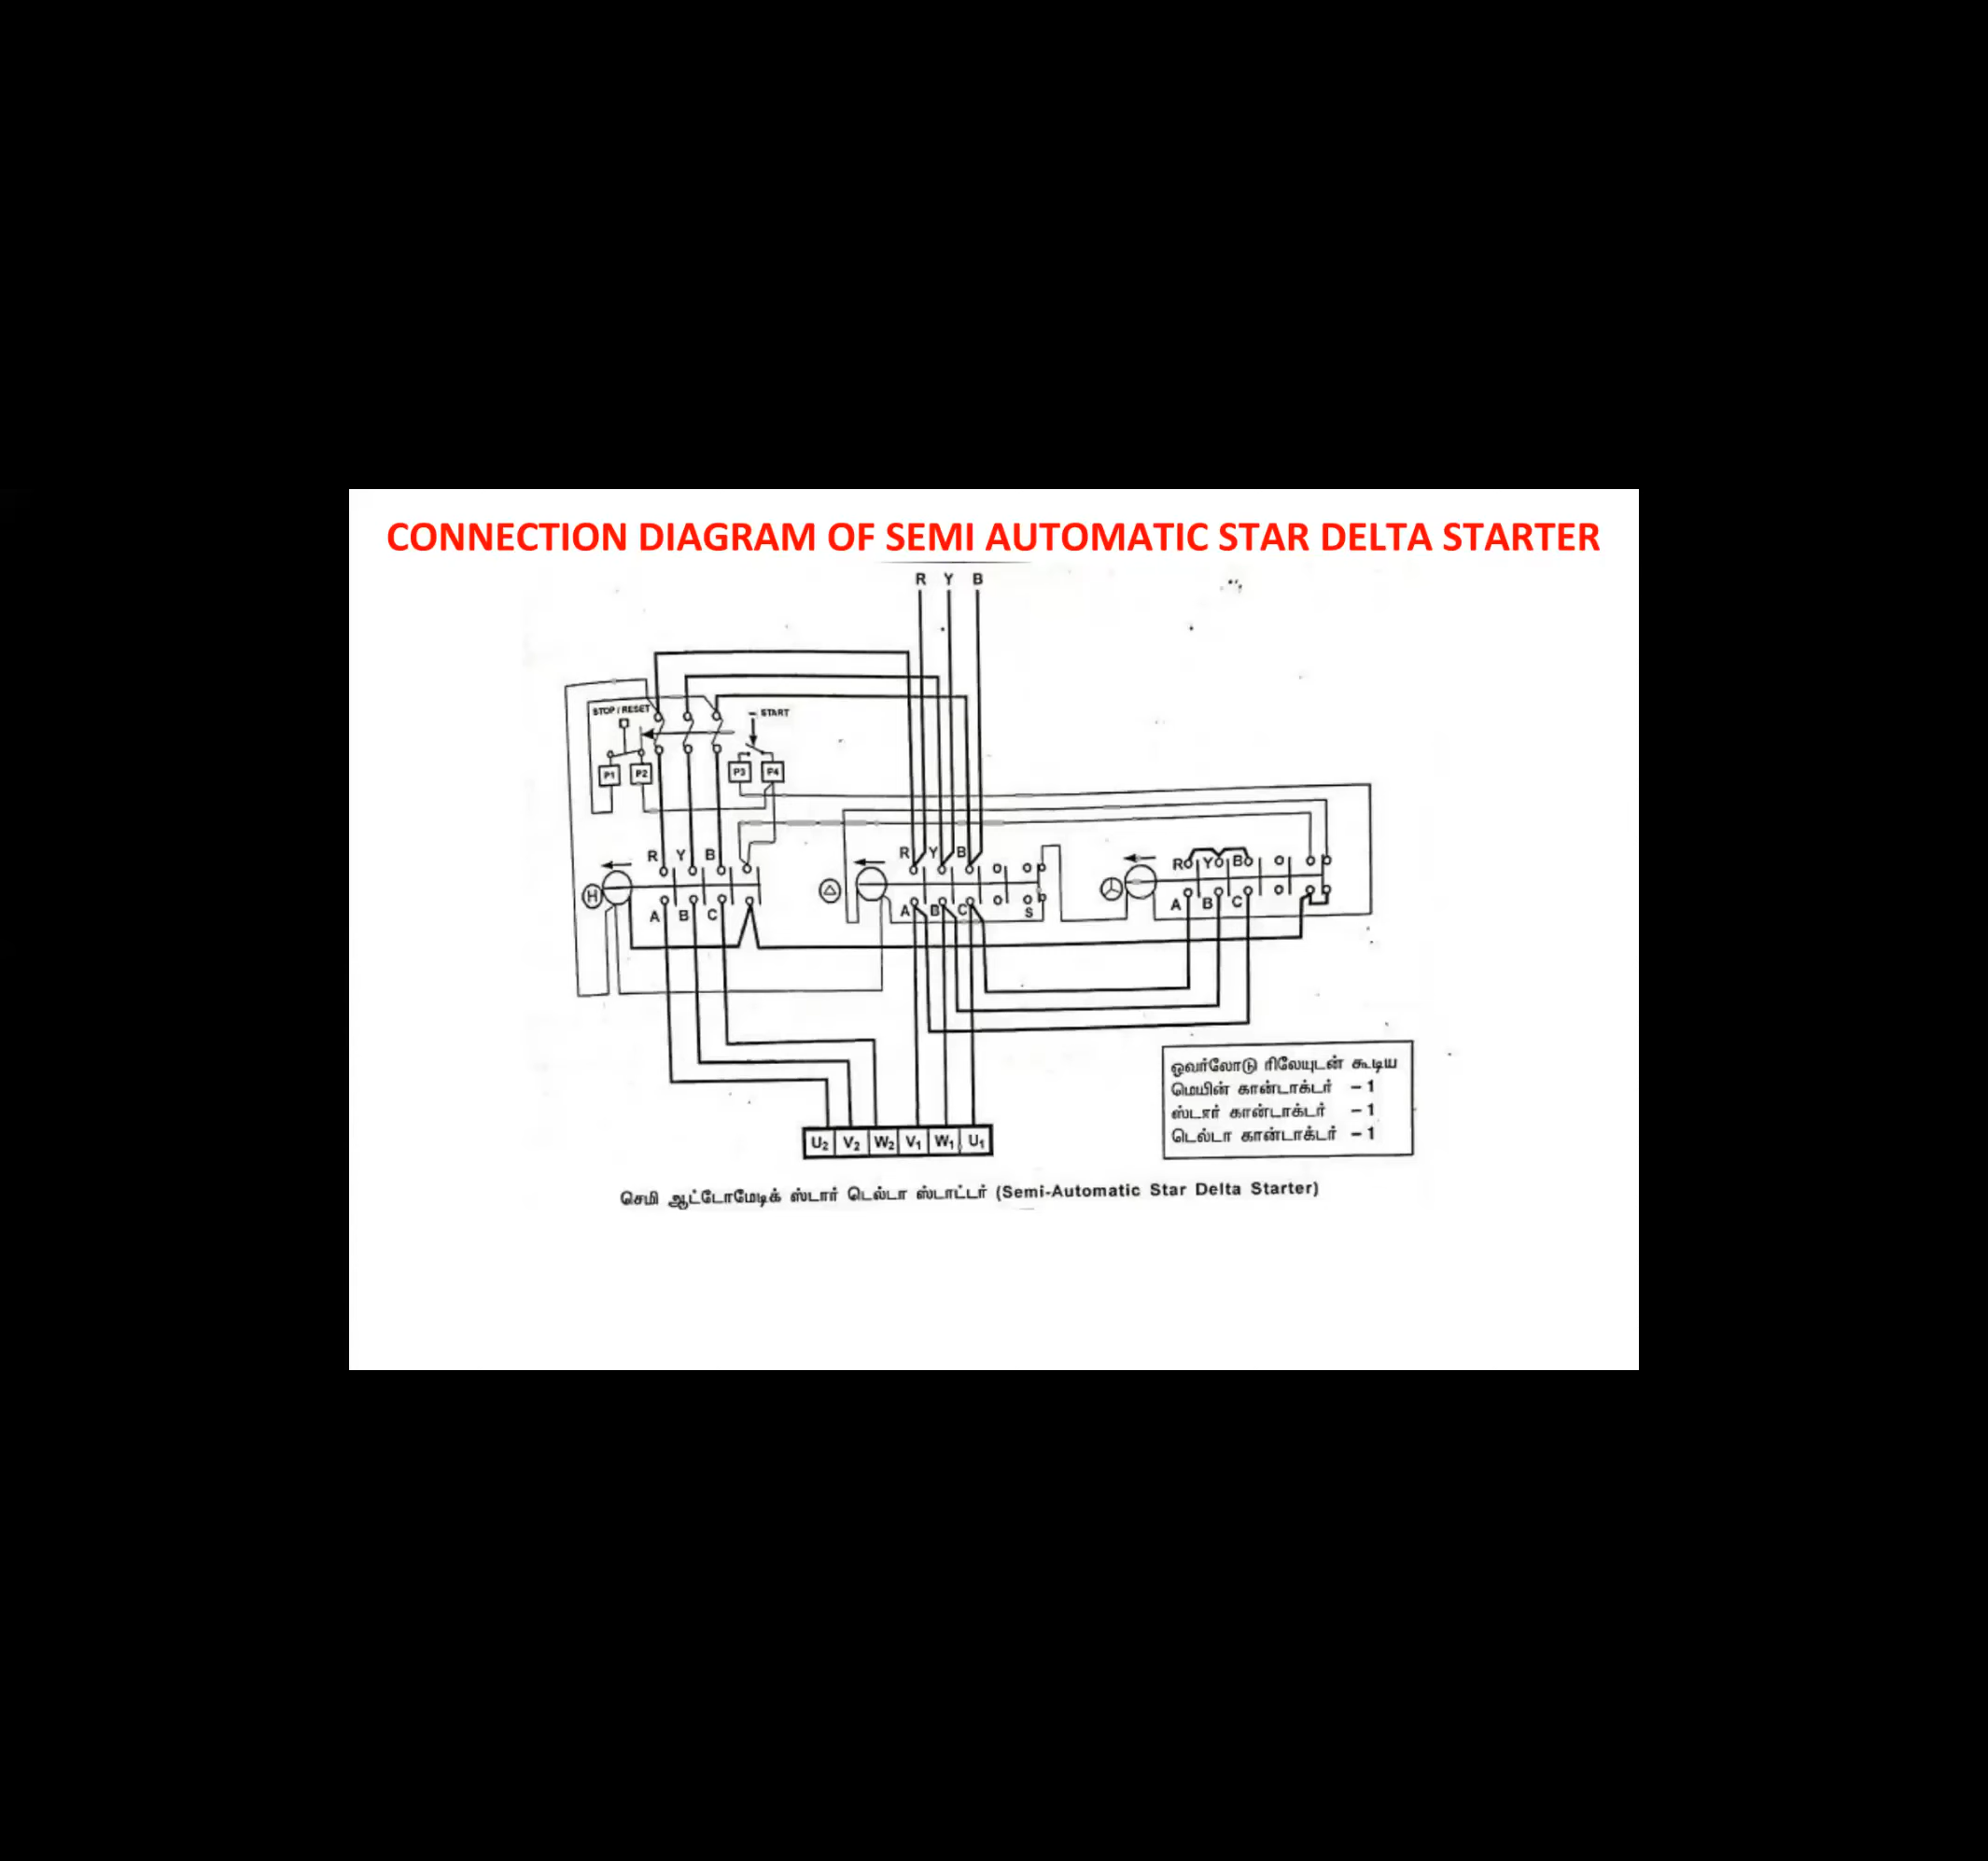 CONNECTION DIAGRAM OF SEMI AUTOMATIC STAR DELTA STARTER
R Y B
STOP / RESET
START
P1 P2 P3 P4
R Y B
R Y B
R Y B
H
A B C
A B C
S
A B C
ஓவர்லோடு ரிலேயுடன் கூடிய
மெயின் கான்டாக்டர் – 1
ஸ்டார் கான்டாக்டர் – 1
டெல்டா கான்டாக்டர் – 1
U2 V2 W2 V1 W1 U1
செமி ஆட்டோமேடிக் ஸ்டார் டெல்டா ஸ்டாட்டர் (Semi-Automatic Star Delta Starter)